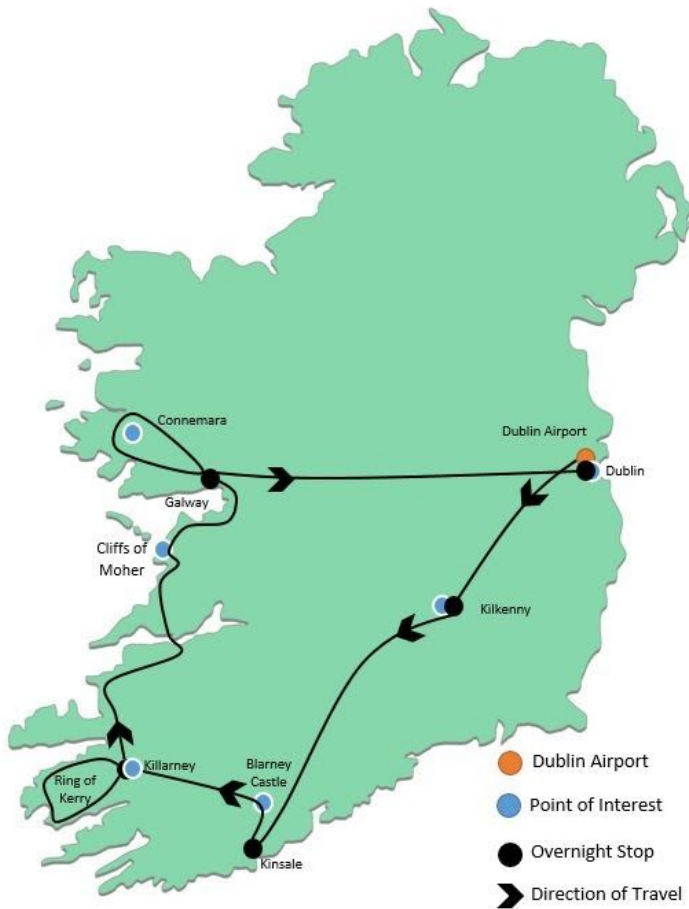 Connemara
Dublin Airport
Dublin
Galway
Cliffs of
Moher
Kilkenny
Killarney
Blarney
Castle
Ring of
Kerry
Kinsale
Dublin Airport
Point of Interest
Overnight Stop
Direction of Travel